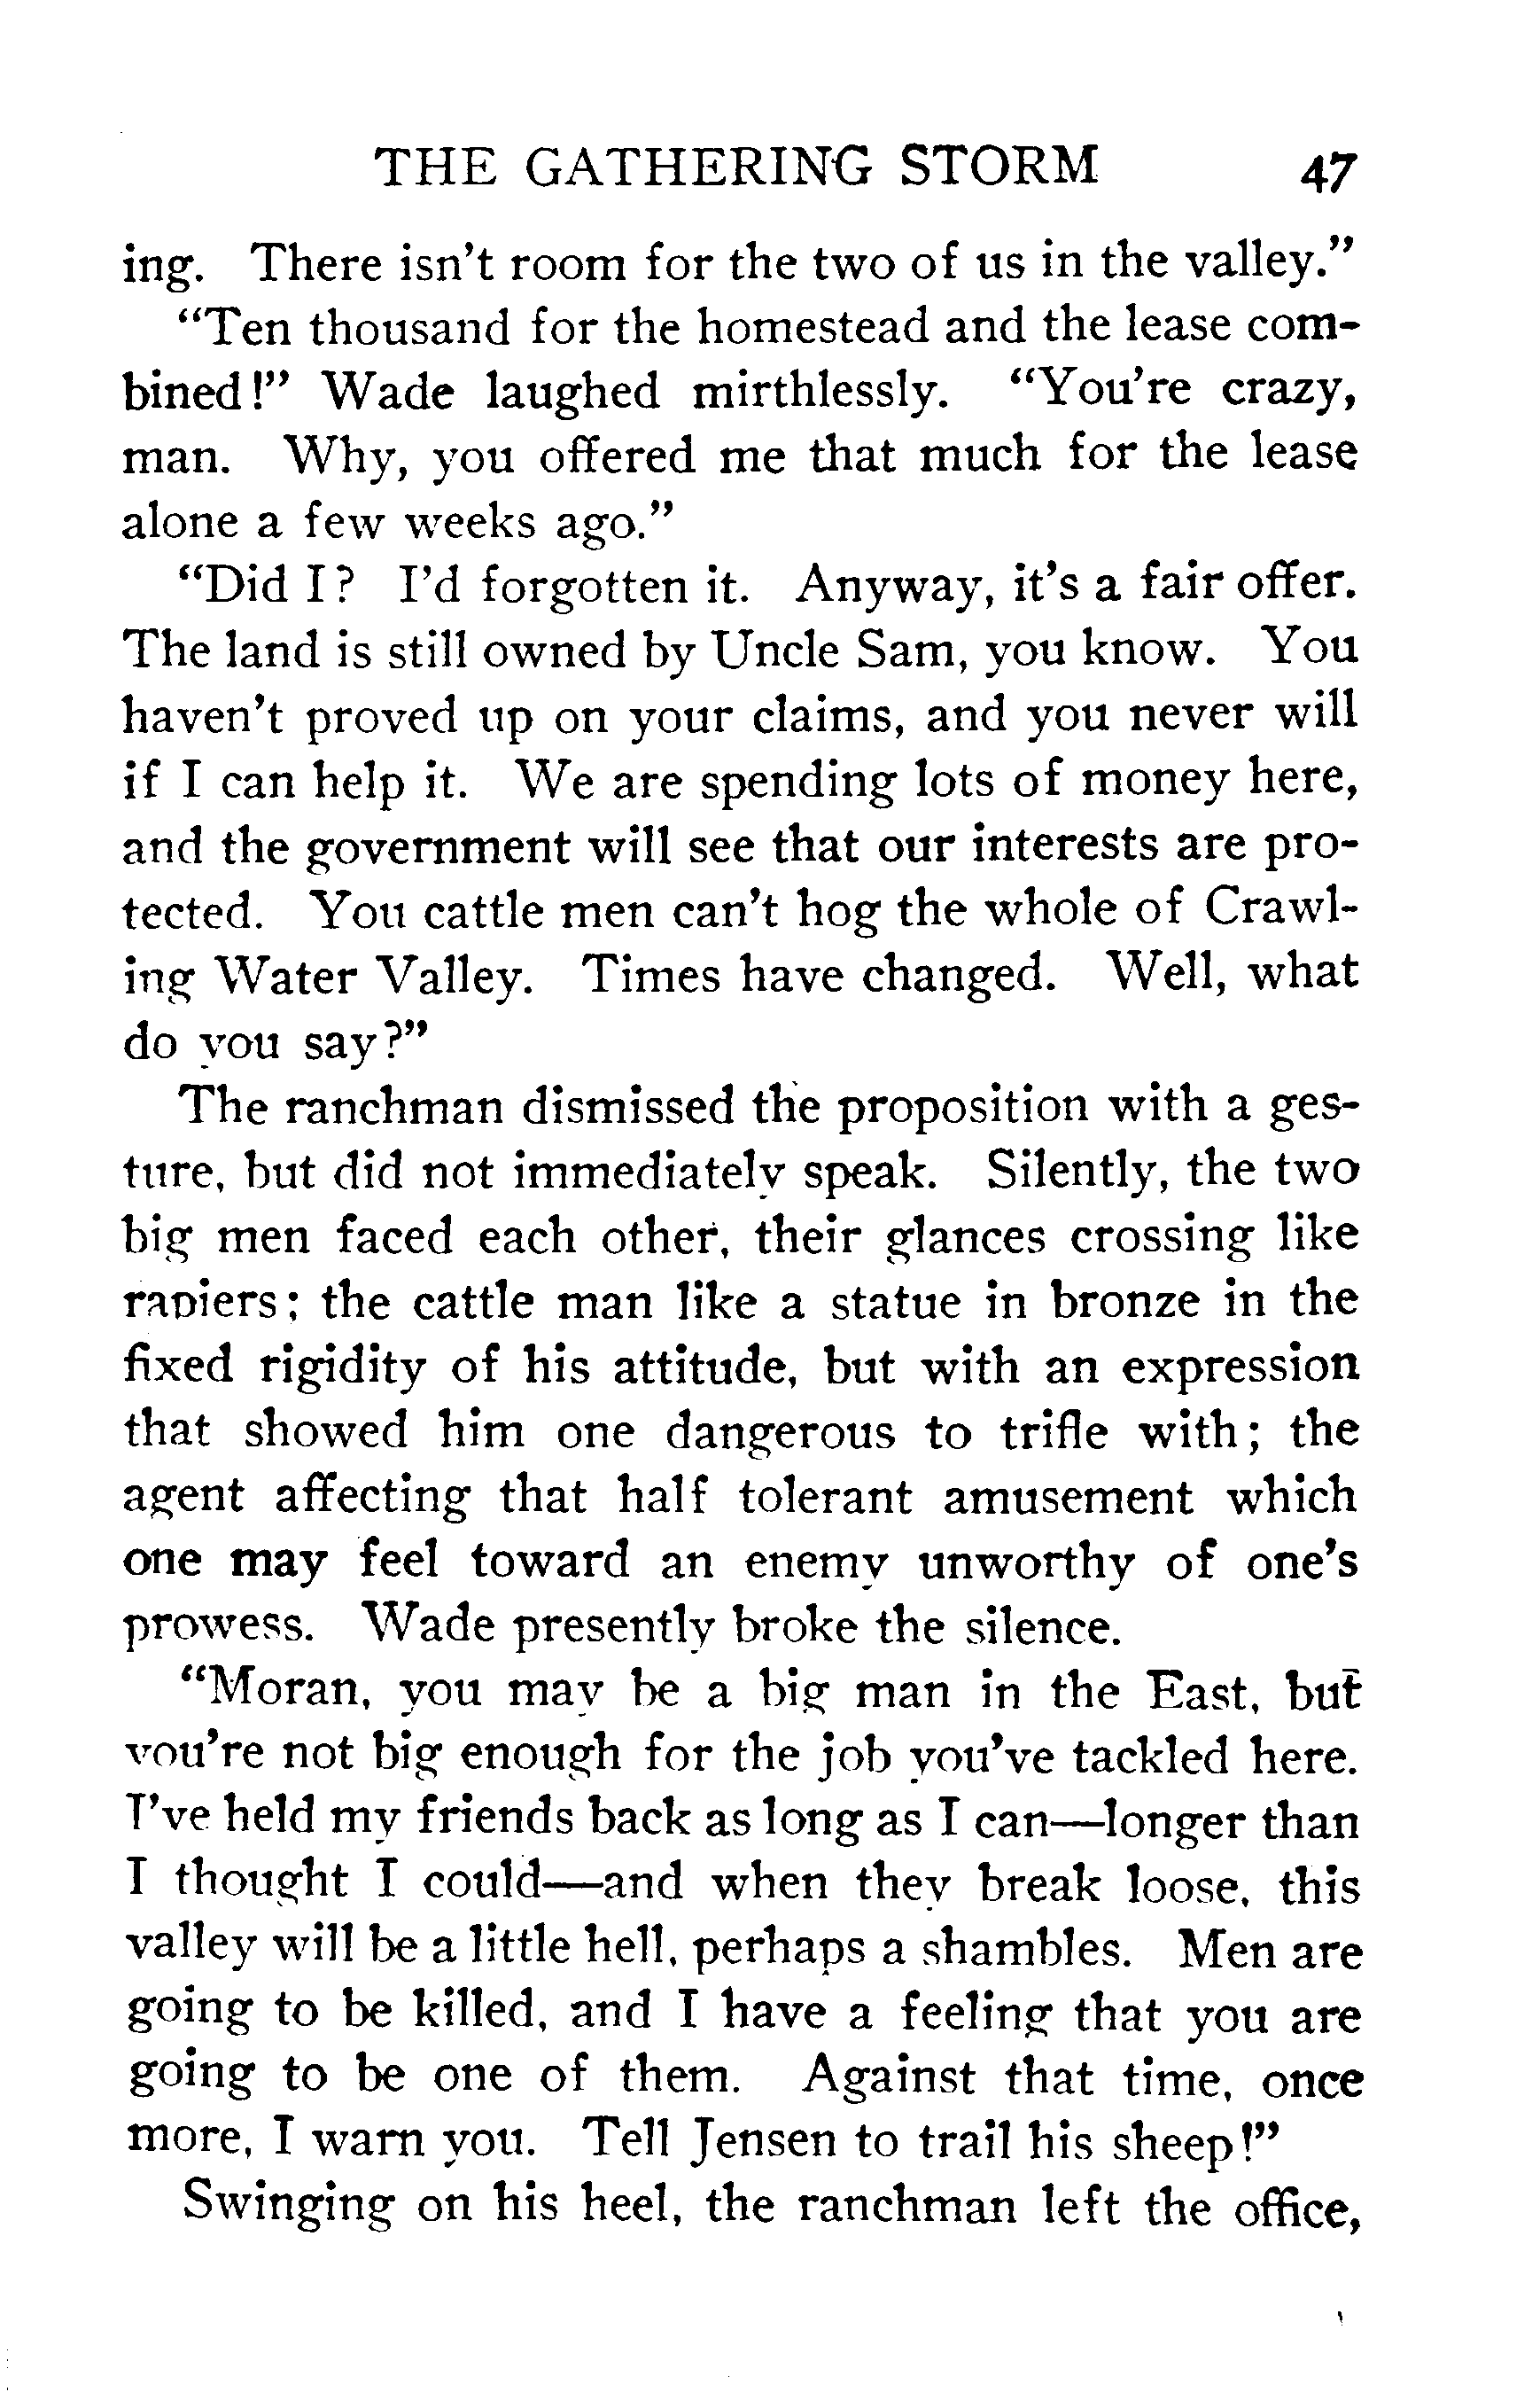 THE GATHERING STORM 47
ing. There isn't room for the two of us in the valley."
"Ten thousand for the homestead and the lease com-
bined!" Wade laughed mirthlessly. "You're crazy,
man. Why, you offered me that much for the lease
alone a few weeks ago."
"Did I? I'd forgotten it. Anyway, it's a fair offer.
The land is still owned by Uncle Sam, you know. You
haven't proved up on your claims, and you never will
if I can help it. We are spending lots of money here,
and the government will see that our interests are pro-
tected. You cattle men can't hog the whole of Crawl-
ing Water Valley. Times have changed. Well, what
do you say?"
The ranchman dismissed the proposition with a ges-
ture, but did not immediately speak. Silently, the two
big men faced each other, their glances crossing like
rapiers; the cattle man like a statue in bronze in the
fixed rigidity of his attitude, but with an expression
that showed him one dangerous to trifle with; the
agent affecting that half tolerant amusement which
one may feel toward an enemy unworthy of one's
prowess. Wade presently broke the silence.
"Moran, you may be a big man in the East, but
you're not big enough for the job you've tackled here.
I've held my friends back as long as I can—longer than
I thought I could—and when they break loose, this
valley will be a little hell, perhaps a shambles. Men are
going to be killed, and I have a feeling that you are
going to be one of them. Against that time, once
more, I warn you. Tell Jensen to trail his sheep!"
Swinging on his heel, the ranchman left the office,